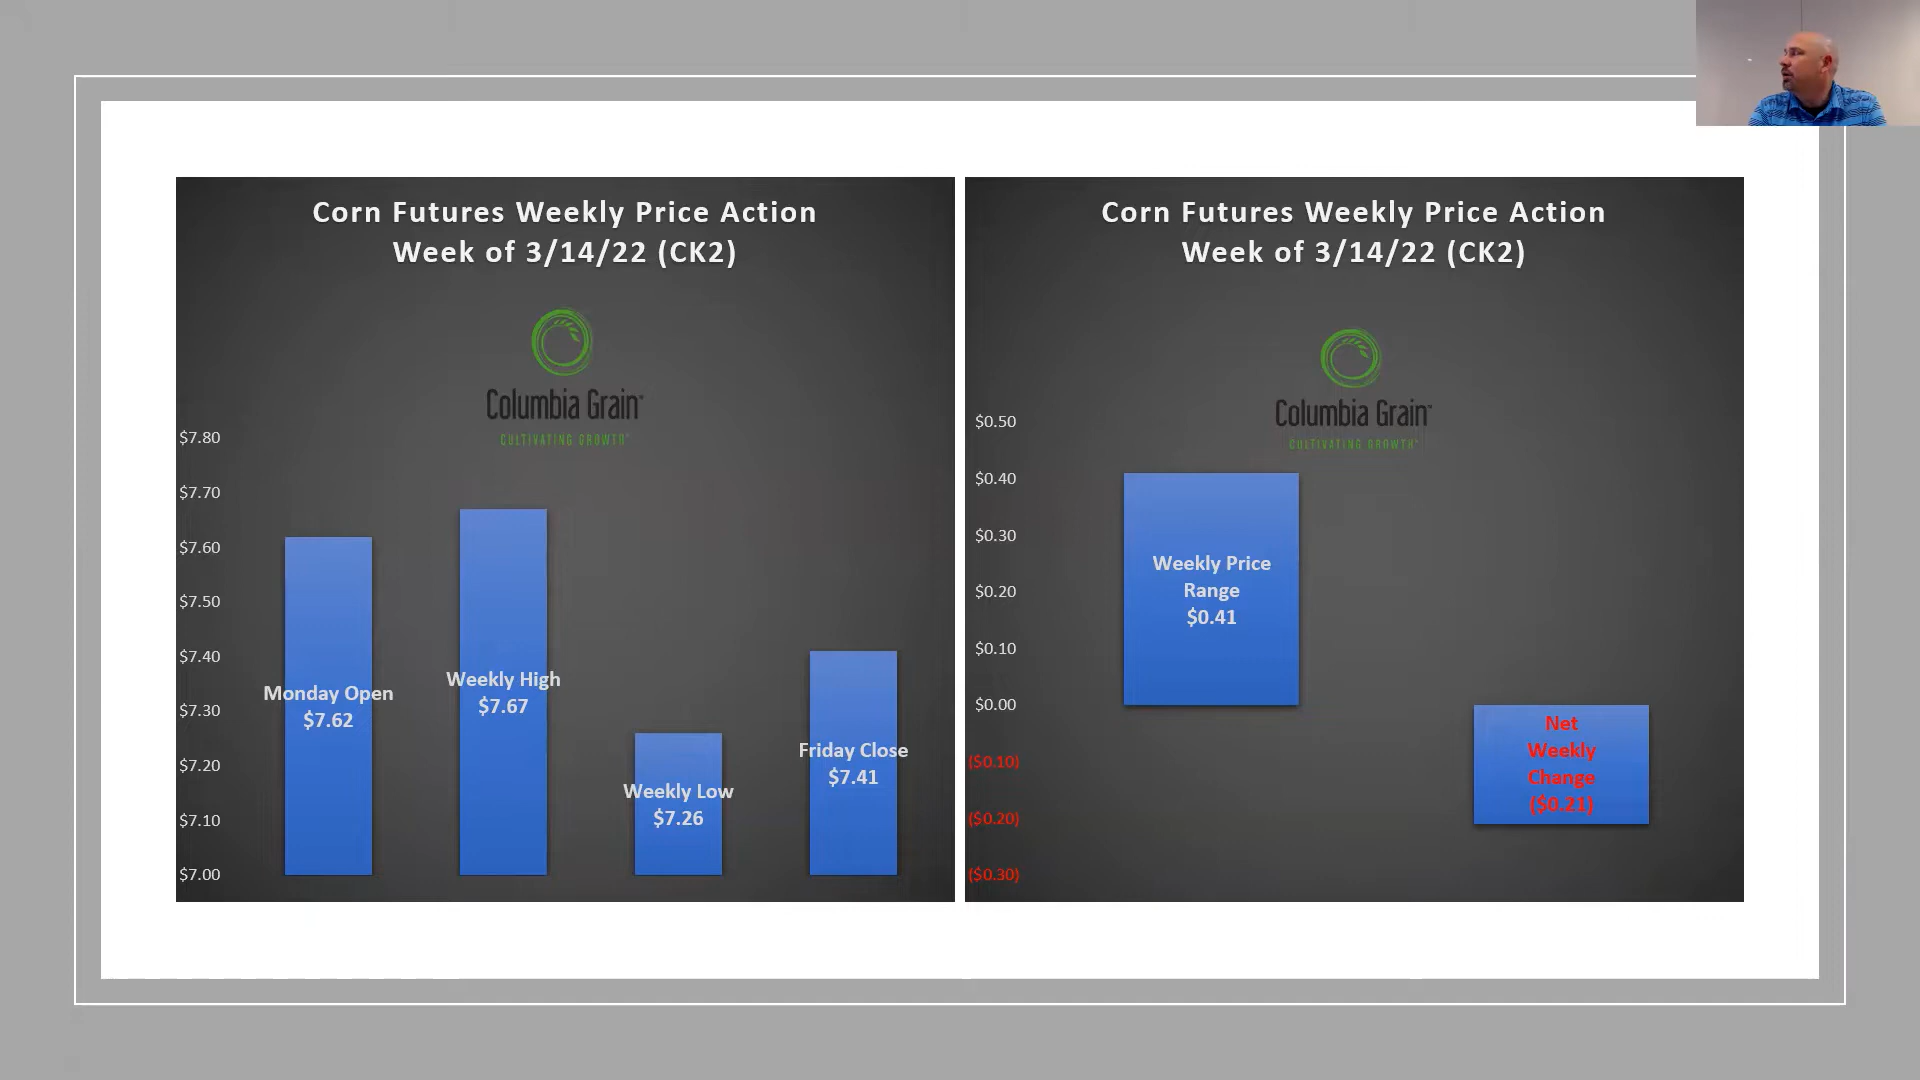 Corn Futures Weekly Price Action
Week of 3/14/22 (CK2)
Columbia Grain™
CULTIVATING GROWTH®
$7.80
$7.70
$7.60
$7.50
$7.40
$7.30
$7.20
$7.10
$7.00
Monday Open
$7.62
Weekly High
$7.67
Weekly Low
$7.26
Friday Close
$7.41
Corn Futures Weekly Price Action
Week of 3/14/22 (CK2)
Columbia Grain™
CULTIVATING GROWTH®
$0.50
$0.40
$0.30
$0.20
$0.10
$0.00
($0.10)
($0.20)
($0.30)
Weekly Price
Range
$0.41
Net
Weekly
Change
($0.21)